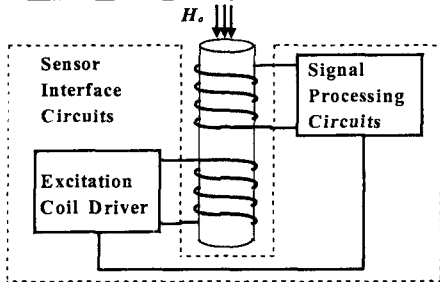 Hₒ
Sensor
Interface
Circuits
Signal
Processing
Circuits
Excitation
Coil Driver